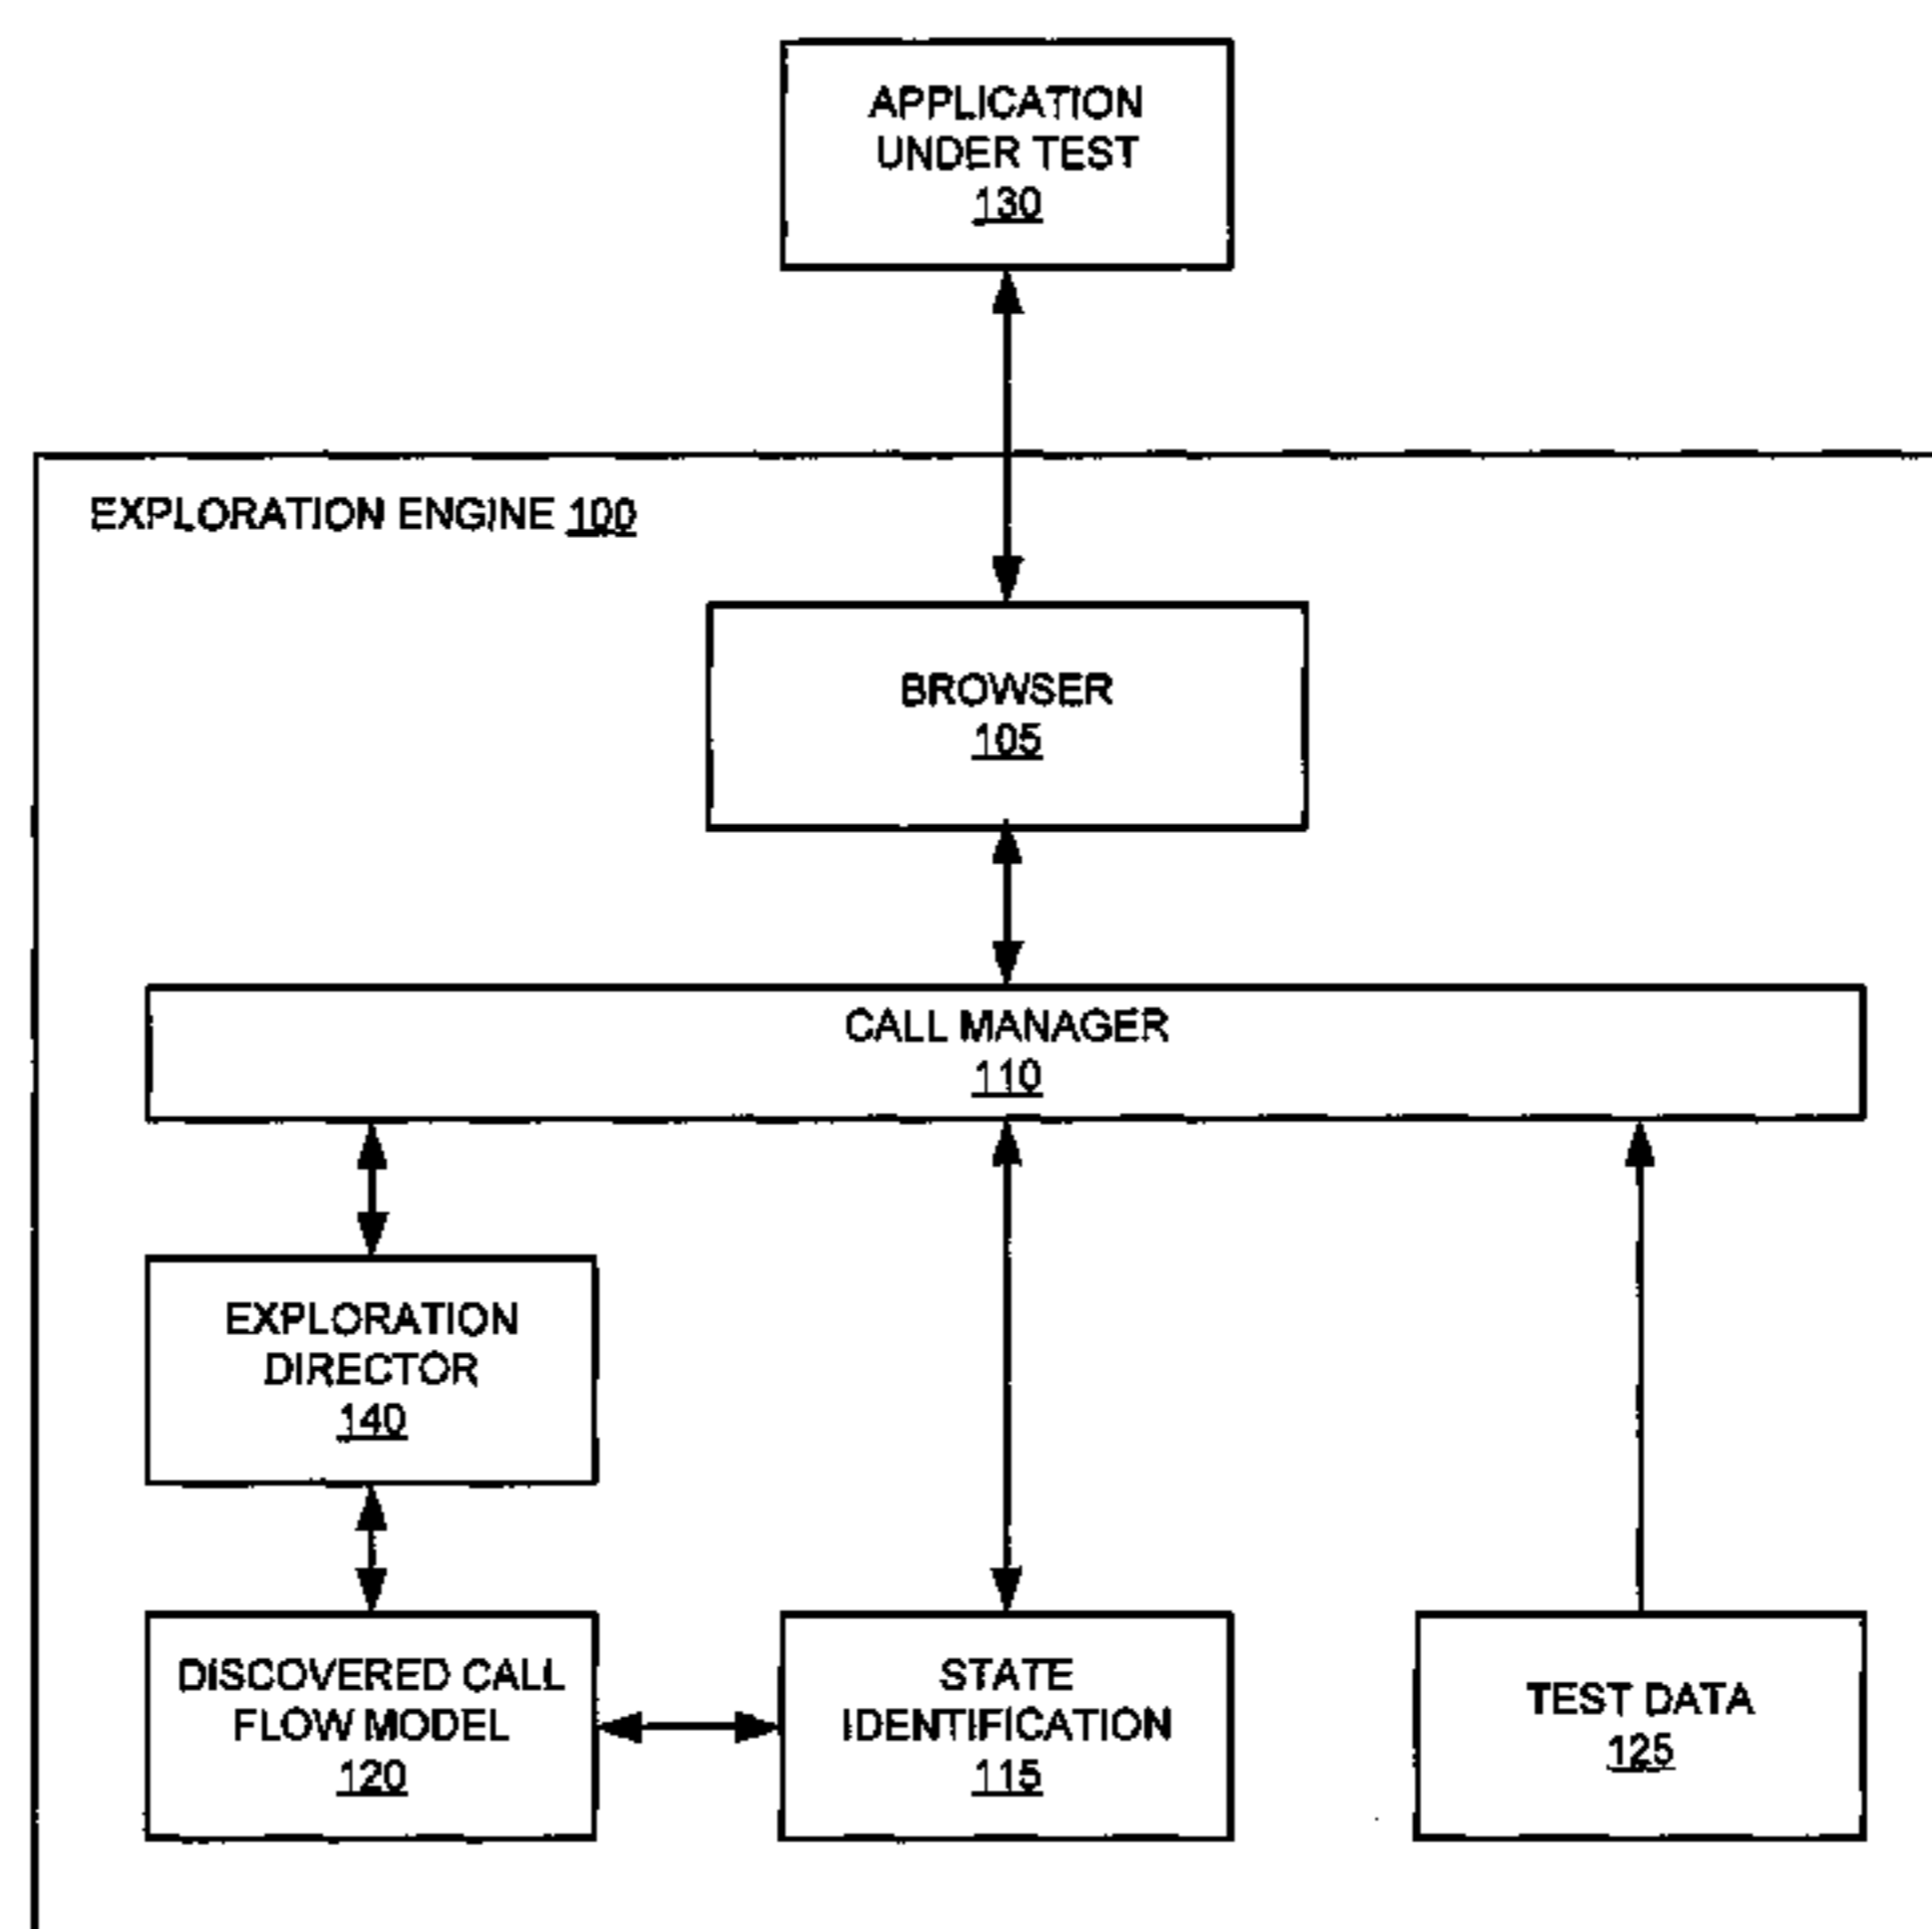 APPLICATION
UNDER TEST
130
EXPLORATION ENGINE 100
BROWSER
105
CALL MANAGER
110
EXPLORATION
DIRECTOR
140
DISCOVERED CALL
FLOW MODEL
120
STATE
IDENTIFICATION
115
TEST DATA
125